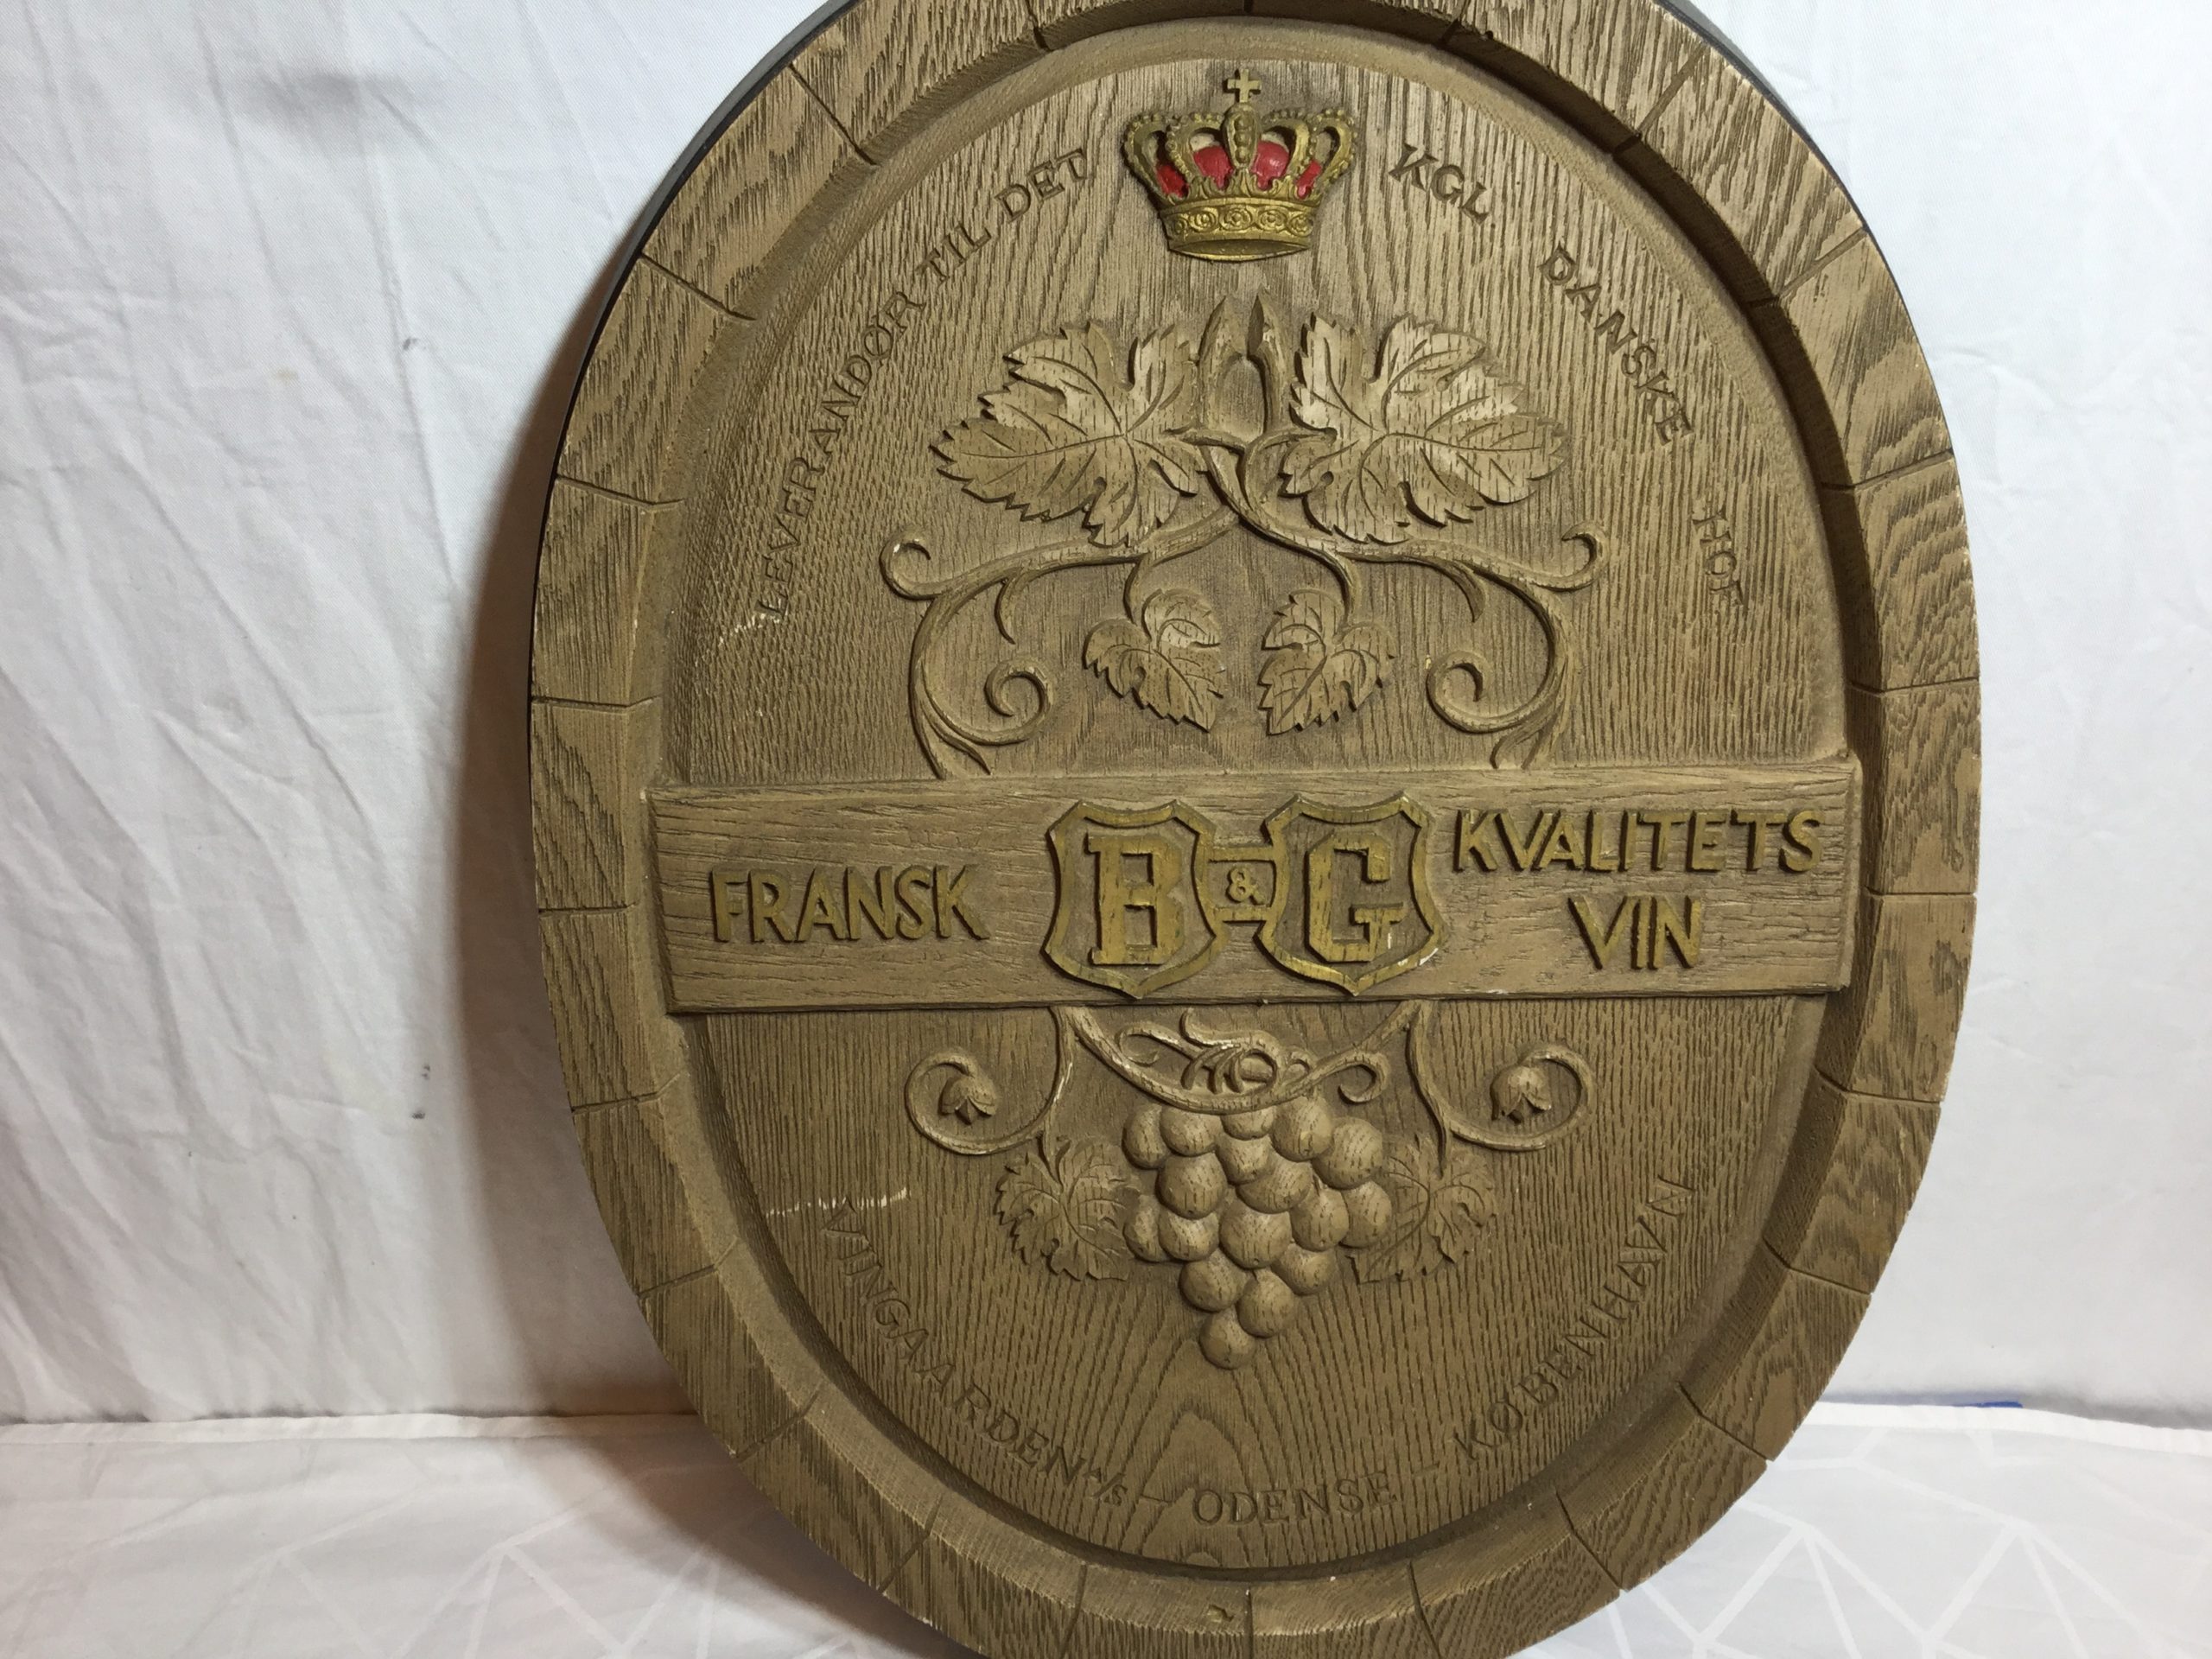 LEVERANDØR TIL DET KGL DANSKE HOF
FRANSK B & G KVALITETS
VIN
VINGAARDEN A/S — ODENSE — KØBENHAVN